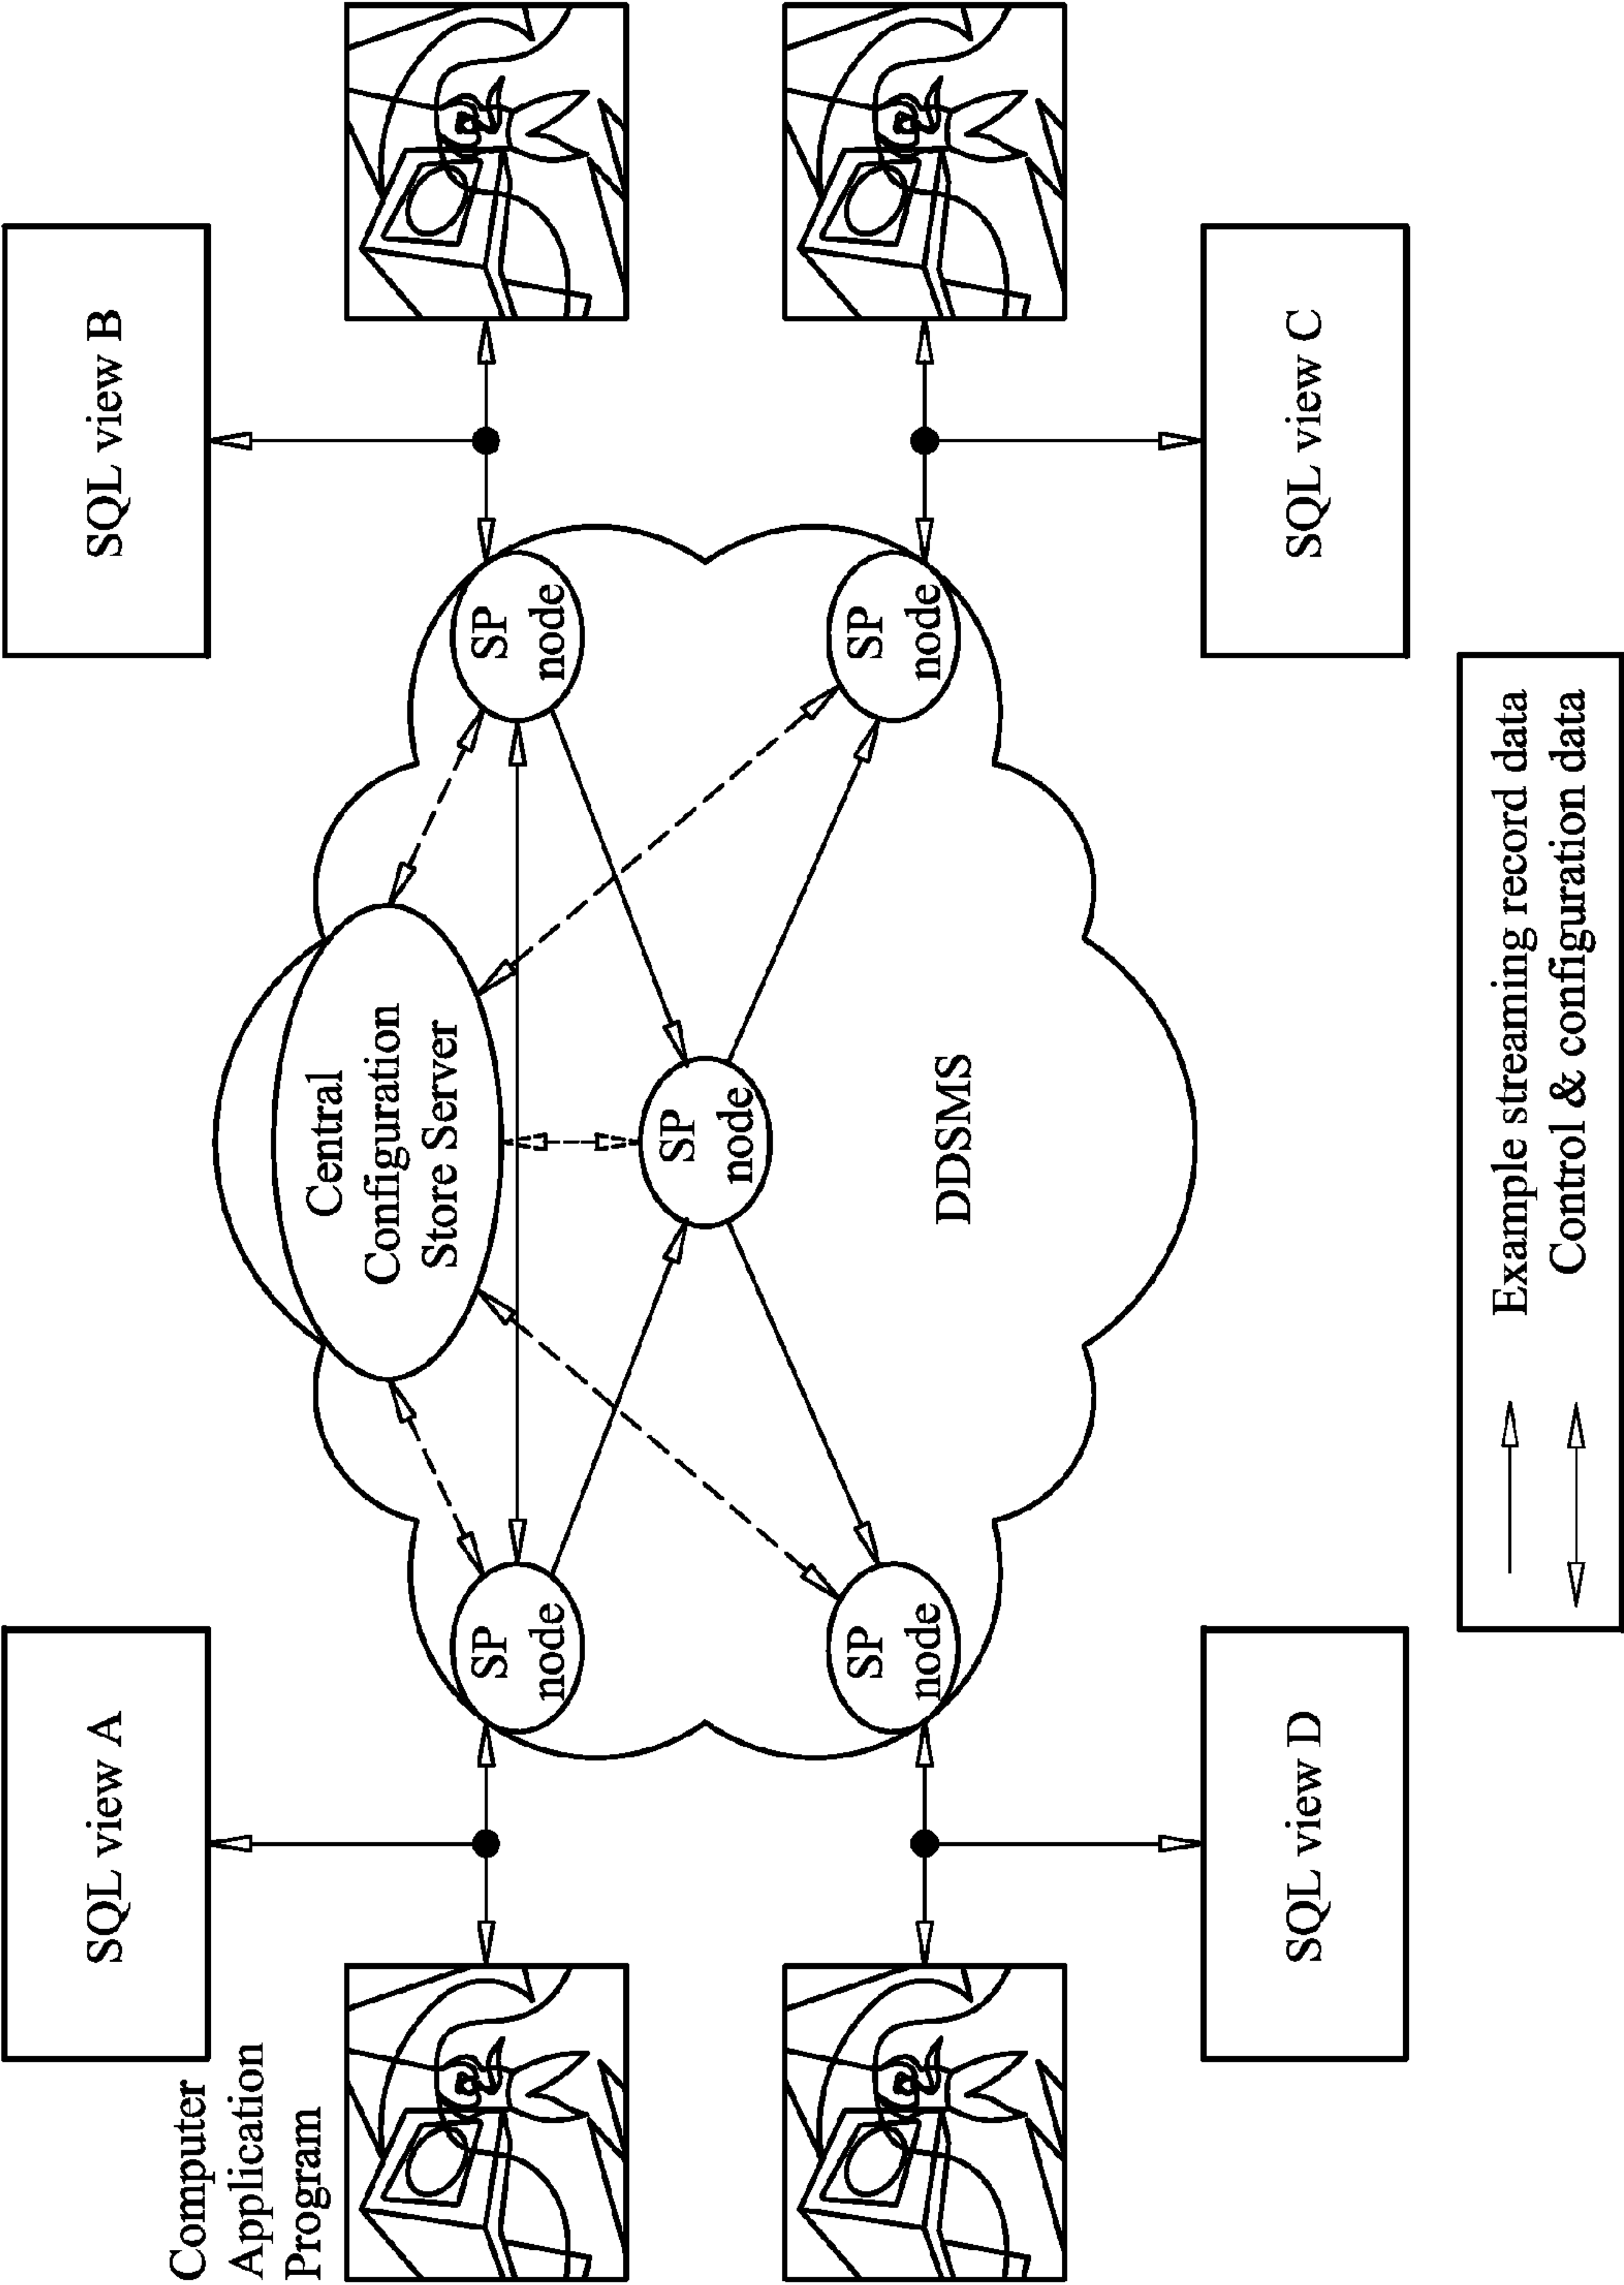 SQL view A
SQL view B
Computer
Application
Program
Central
Configuration
Store Server
SP
node
SP
node
SP
node
SP
node
SP
node
DDSMS
SQL view D
SQL view C
Example streaming record data
Control & configuration data